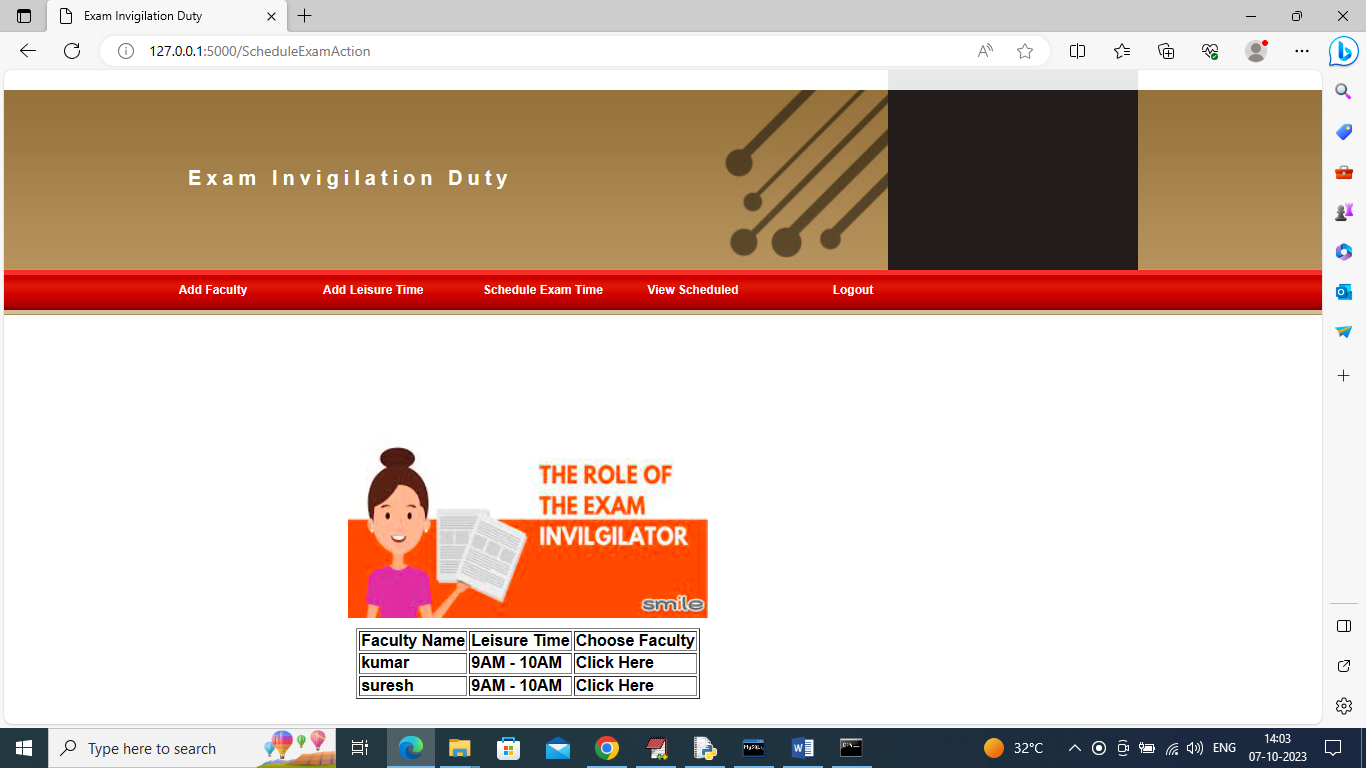 Exam Invigilation Duty
127.0.0.1:5000/ScheduleExamAction
Exam Invigilation Duty
Add Faculty Add Leisure Time Schedule Exam Time View Scheduled Logout
THE ROLE OF
THE EXAM
INVILGILATOR
smile
Faculty Name Leisure Time Choose Faculty
kumar 9AM - 10AM Click Here
suresh 9AM - 10AM Click Here
Type here to search
32°C
ENG
14:03
07-10-2023